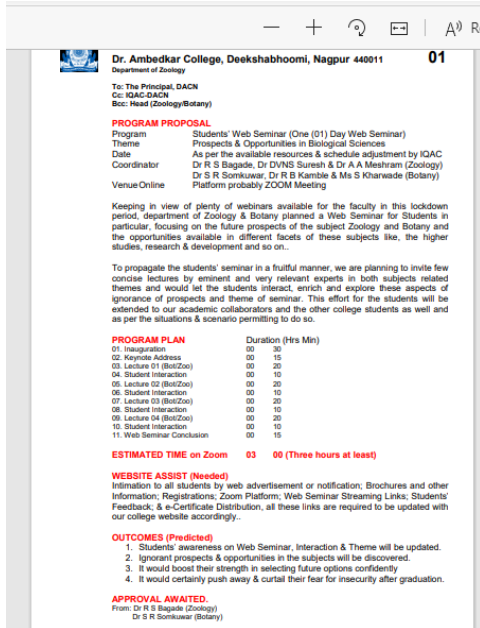 Dr. Ambedkar College, Deekshabhoomi, Nagpur 440011 01
Department of Zoology
To: The Principal, DACN
Cc: IQAC-DACN
Bcc: Head (Zoology/Botany)
PROGRAM PROPOSAL
Program Students' Web Seminar (One (01) Day Web Seminar)
Theme Prospects & Opportunities in Biological Sciences
Date As per the available resources & schedule adjustment by IQAC
Coordinator Dr R S Bagade, Dr DVNS Suresh & Dr A A Meshram (Zoology)
Dr S R Somkuwar, Dr R B Kamble & Ms S Kharwade (Botany)
Venue Online Platform probably ZOOM Meeting
Keeping in view of plenty of webinars available for the faculty in this lockdown
period, department of Zoology & Botany planned a Web Seminar for Students in
particular, focusing on the future prospects of the subject Zoology and Botany and
the opportunities available in different facets of these subjects like, the higher
studies, research & development and so on..
To propagate the students' seminar in a fruitful manner, we are planning to invite few
concise lectures by eminent and very relevant experts in both subjects related
themes and would let the students interact, enrich and explore these aspects of
ignorance of prospects and theme of seminar. This effort for the students will be
extended to our academic collaborators and the other college students as well and
as per the situations & scenario permitting to do so.
PROGRAM PLAN Duration (Hrs Min)
01. Inauguration 00 30
02. Keynote Address 00 15
03. Lecture 01 (Bot/Zoo) 00 20
04. Student Interaction 00 10
05. Lecture 02 (Bot/Zoo) 00 20
06. Student Interaction 00 10
07. Lecture 03 (Bot/Zoo) 00 20
08. Student Interaction 00 10
09. Lecture 04 (Bot/Zoo) 00 20
10. Student Interaction 00 10
11. Web Seminar Conclusion 00 15
ESTIMATED TIME on Zoom 03 00 (Three hours at least)
WEBSITE ASSIST (Needed)
Intimation to all students by web advertisement or notification; Brochures and other
Information; Registrations; Zoom Platform; Web Seminar Streaming Links; Students'
Feedback; & e-Certificate Distribution, all these links are required to be updated with
our college website accordingly..
OUTCOMES (Predicted)
1. Students' awareness on Web Seminar, Interaction & Theme will be updated.
2. Ignorant prospects & opportunities in the subjects will be discovered.
3. It would boost their strength in selecting future options confidently
4. It would certainly push away & curtail their fear for insecurity after graduation.
APPROVAL AWAITED.
From: Dr R S Bagade (Zoology)
Dr S R Somkuwar (Botany)